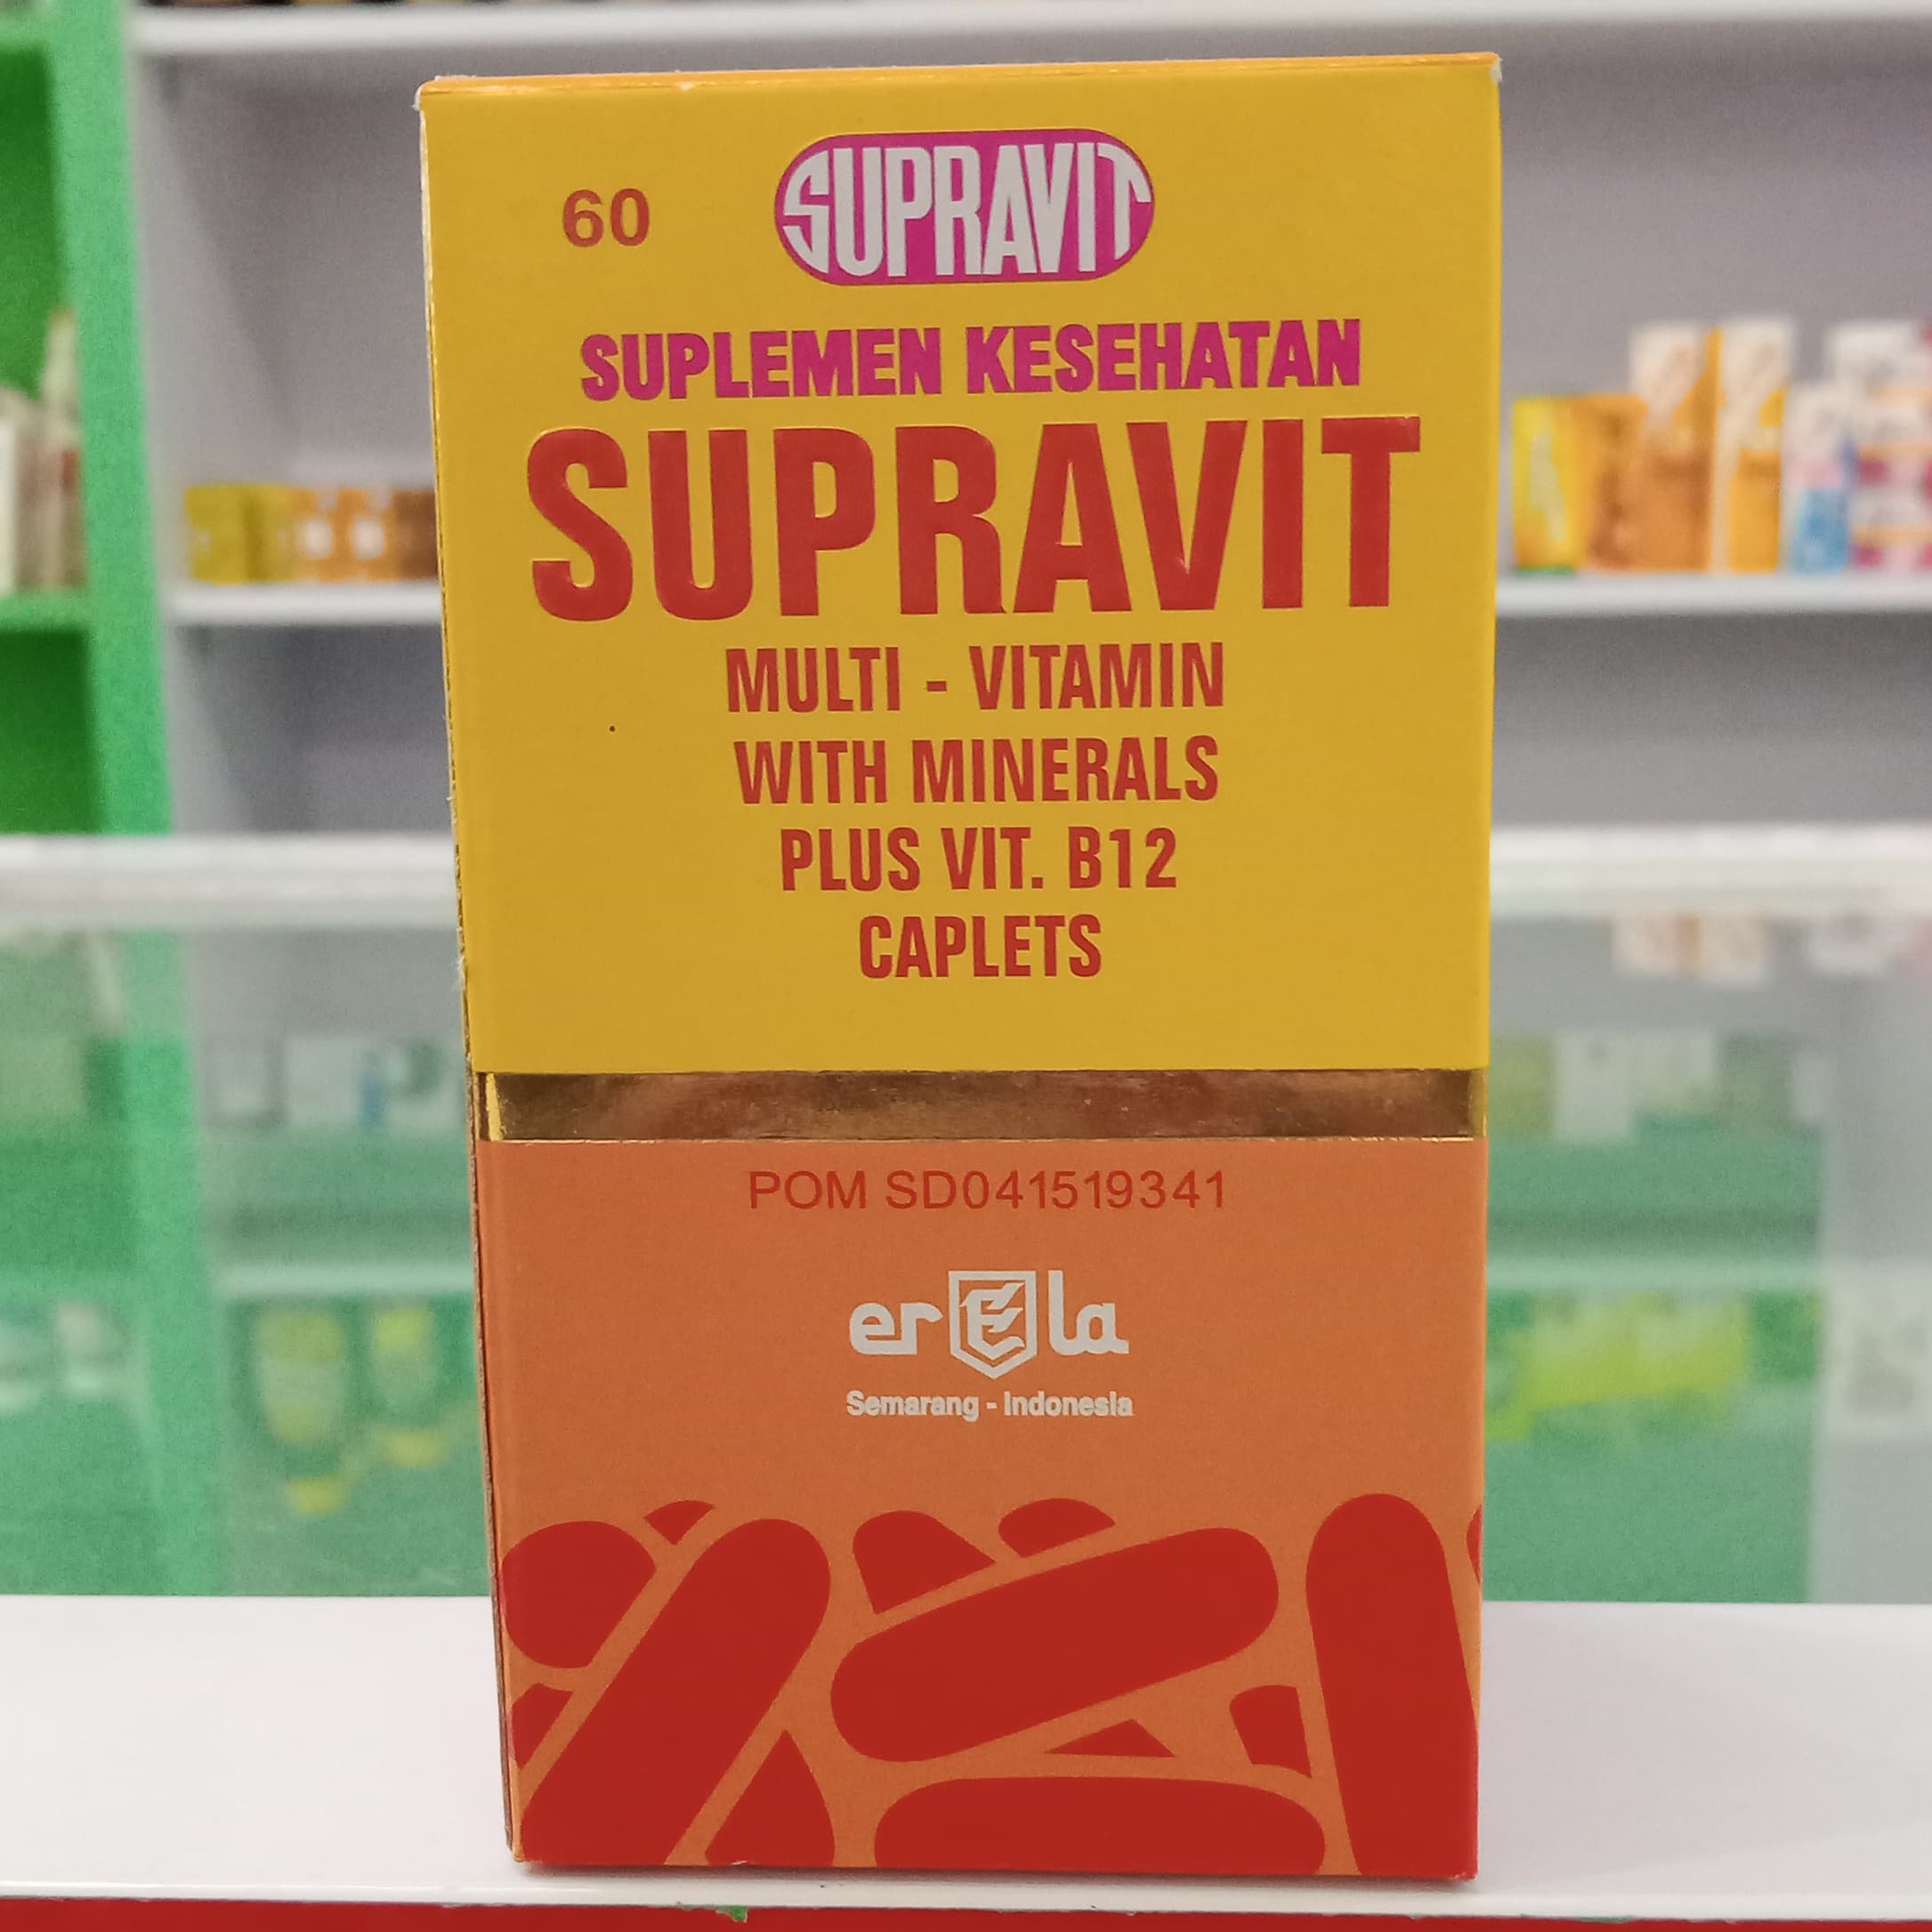 60
SUPRAVIT
SUPLEMEN KESEHATAN
SUPRAVIT
MULTI - VITAMIN
WITH MINERALS
PLUS VIT. B12
CAPLETS
POM SD041519341
erEla
Semarang - Indonesia